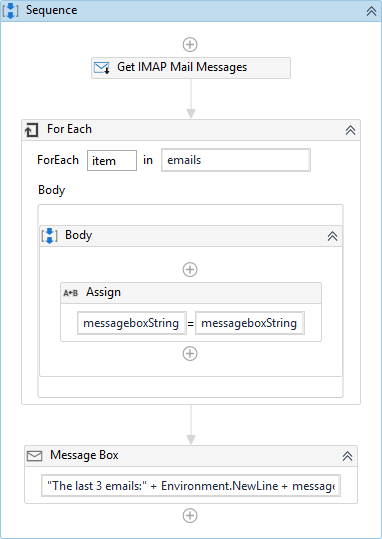 Sequence
Get IMAP Mail Messages
For Each
ForEach item in emails
Body
Body
A+B Assign
messageboxString = messageboxString
Message Box
"The last 3 emails:" + Environment.NewLine + message